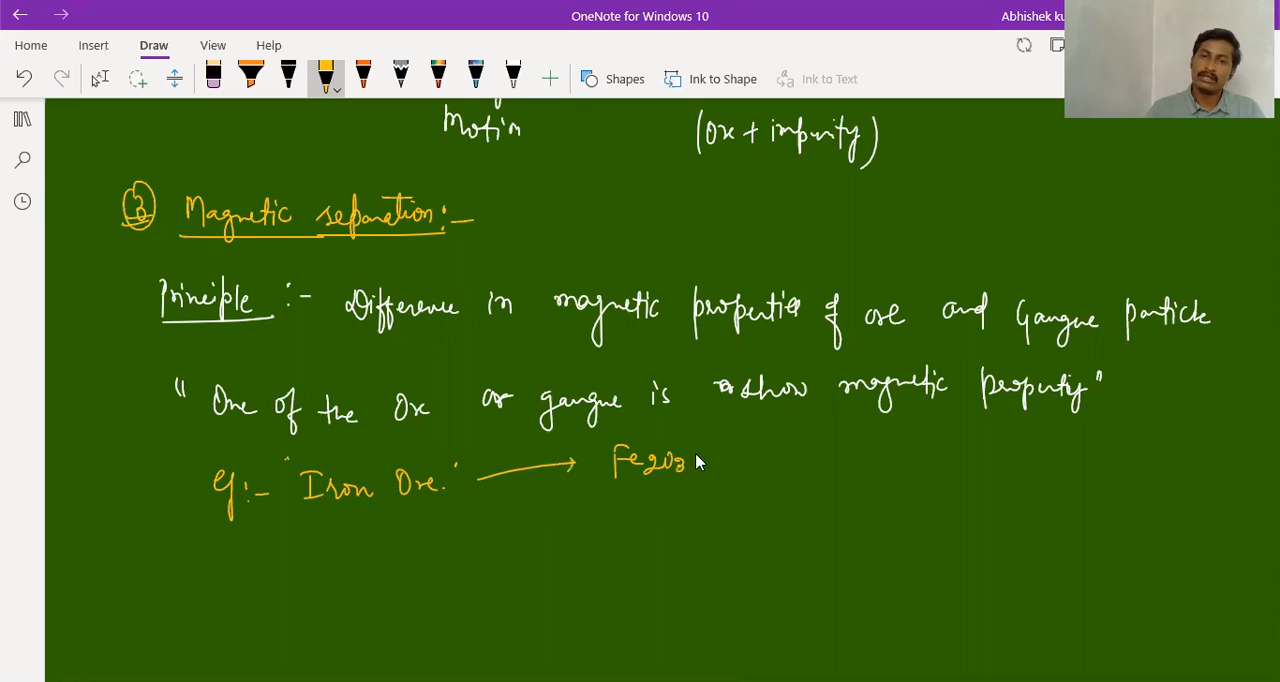 OneNote for Windows 10
Abhishek ku
Home Insert Draw View Help
Shapes Ink to Shape Ink to Text
Motion (Ore + impurity)
③ Magnetic separation:-
Principle :- Difference in magnetic properties of ore and Gangue particle
" One of the Ore or gangue is show magnetic property"
Eg:- "Iron Ore" → Fe2O3